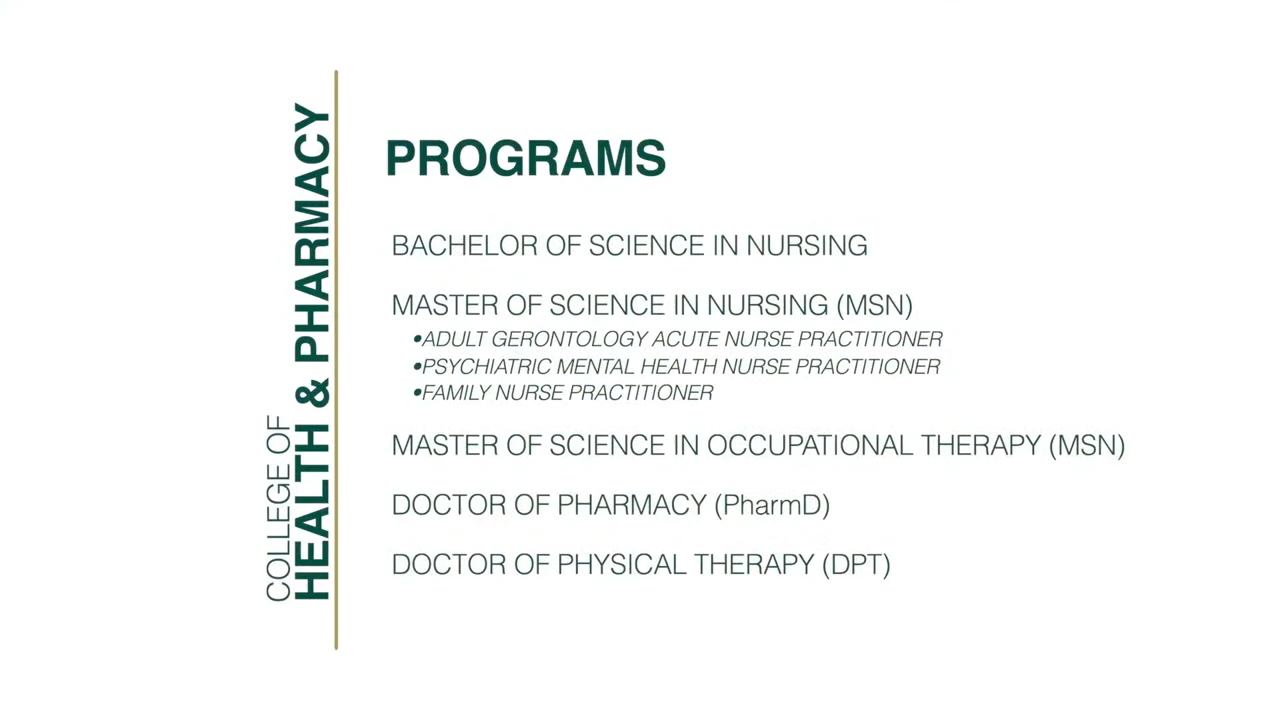 COLLEGE OF
HEALTH & PHARMACY
PROGRAMS
BACHELOR OF SCIENCE IN NURSING
MASTER OF SCIENCE IN NURSING (MSN)
•ADULT GERONTOLOGY ACUTE NURSE PRACTITIONER
•PSYCHIATRIC MENTAL HEALTH NURSE PRACTITIONER
•FAMILY NURSE PRACTITIONER
MASTER OF SCIENCE IN OCCUPATIONAL THERAPY (MSN)
DOCTOR OF PHARMACY (PharmD)
DOCTOR OF PHYSICAL THERAPY (DPT)